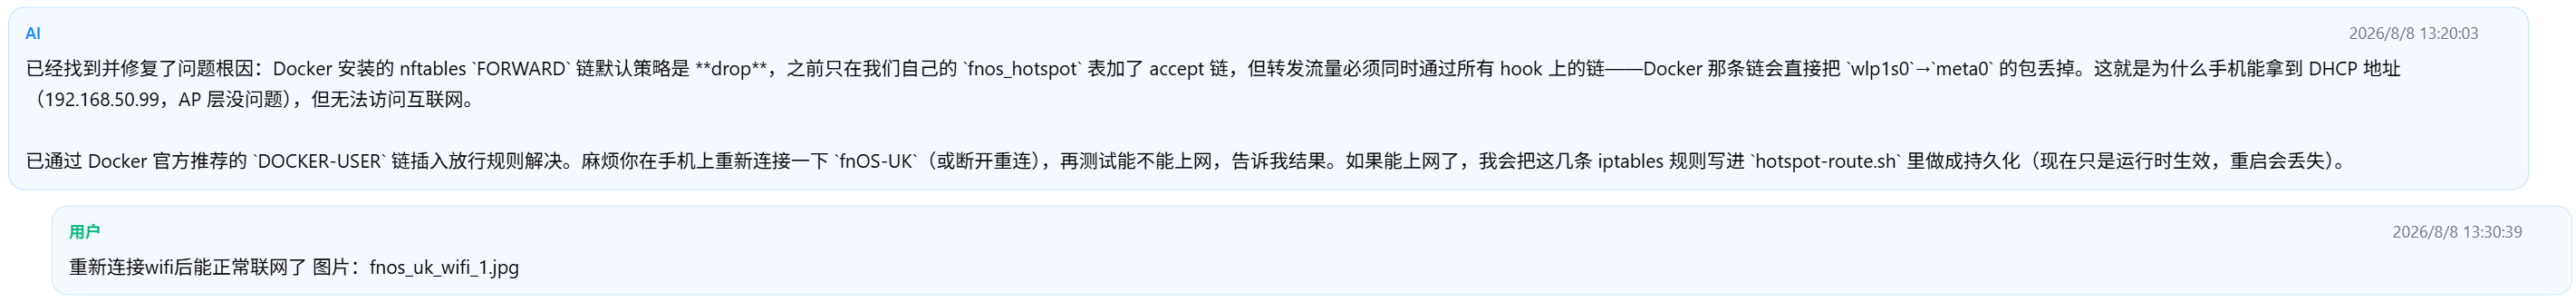 AI
2026/8/8 13:20:03
已经找到并修复了问题根因：Docker 安装的 nftables `FORWARD` 链默认策略是 **drop**，之前只在我们自己的 `fnos_hotspot` 表加了 accept 链，但转发流量必须同时通过所有 hook 上的链——Docker 那条链会直接把 `wlp1s0`→`meta0` 的包丢掉。这就是为什么手机能拿到 DHCP 地址
（192.168.50.99，AP 层没问题），但无法访问互联网。
已通过 Docker 官方推荐的 `DOCKER-USER` 链插入放行规则解决。麻烦你在手机上重新连接一下 `fnOS-UK`（或断开重连），再测试能不能上网，告诉我结果。如果能上网了，我会把这几条 iptables 规则写进 `hotspot-route.sh` 里做成持久化（现在只是运行时生效，重启会丢失）。
用户
2026/8/8 13:30:39
重新连接wifi后能正常联网了 图片：fnos_uk_wifi_1.jpg